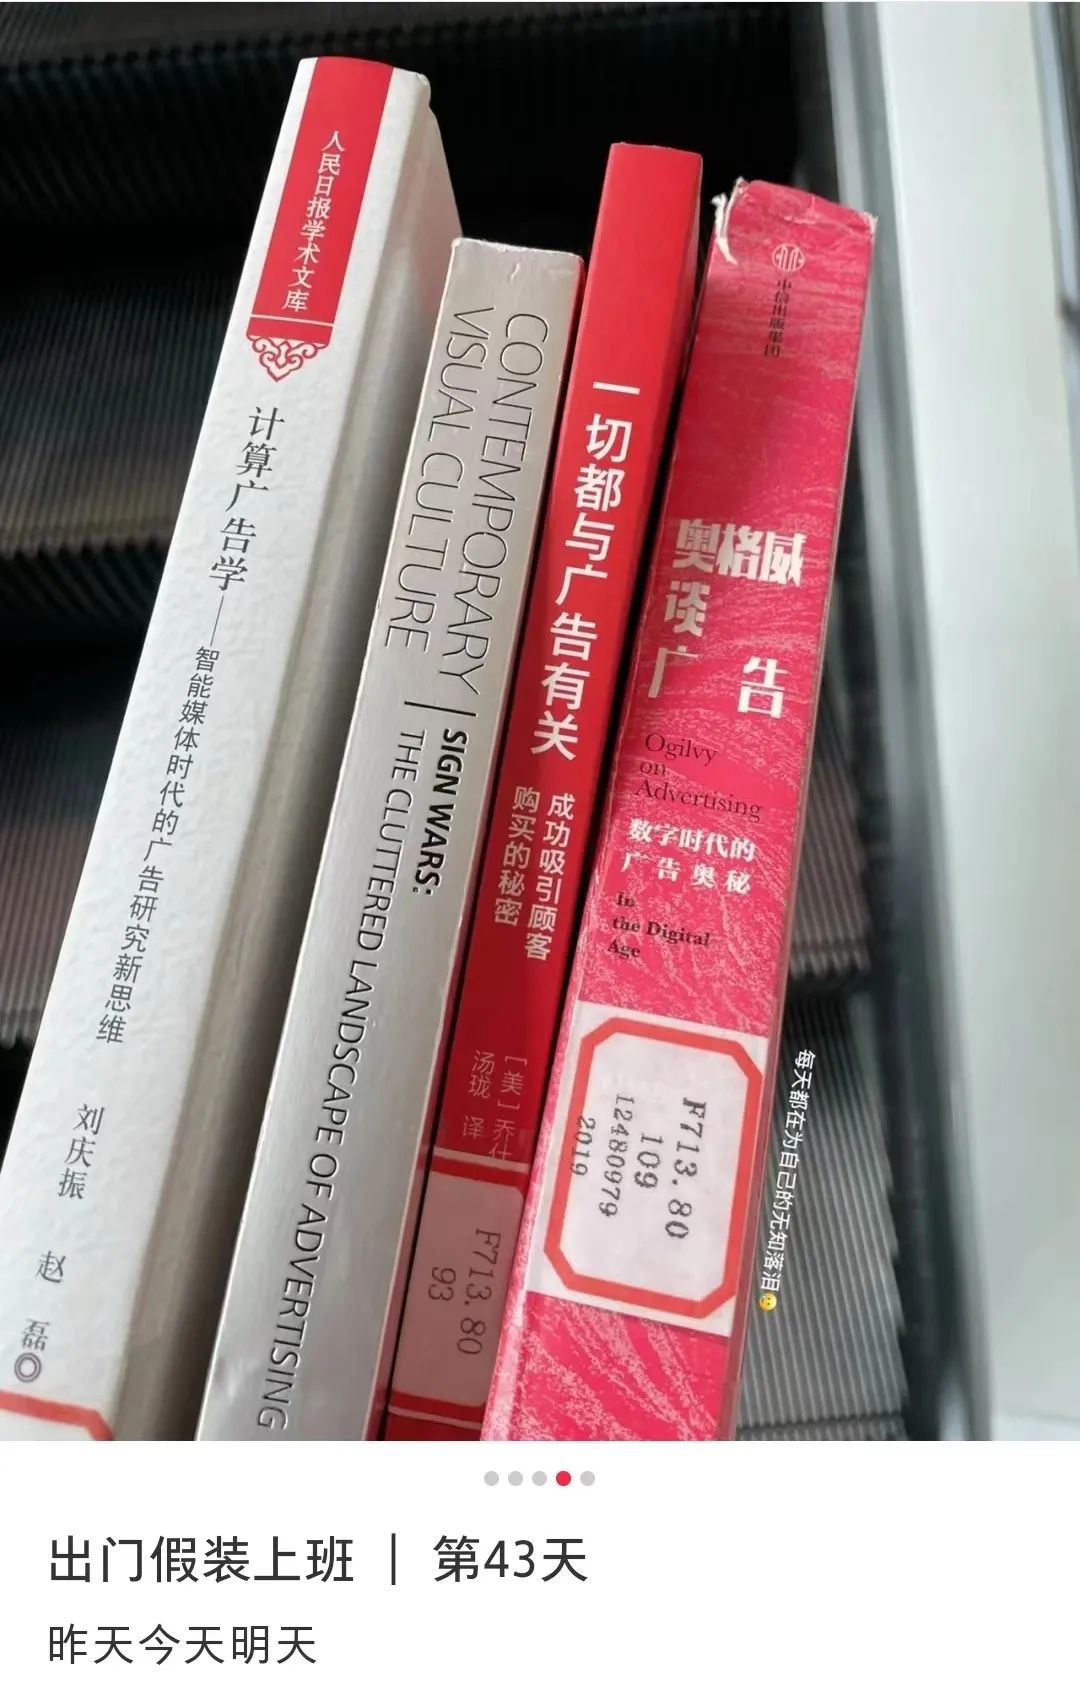 人民日报学术文库
计算广告学——智能媒体时代的广告研究新思维
刘庆振 赵磊◎
CONTEMPORARY
VISUAL CULTURE
SIGN WARS:
THE CLUTTERED LANDSCAPE OF ADVERTISING
一切都与广告有关
成功吸引顾客
购买的秘密
[美]乔仕
汤珑 译
F713.80
93
中信出版集团
奥格威
谈
广告
Ogilvy
on
Advertising
数字时代的
广告奥秘
In
the Digital
Age
F713.80
109
12480979
2019
每天都在为自己的无知落泪🥲
出门假装上班 | 第43天
昨天今天明天